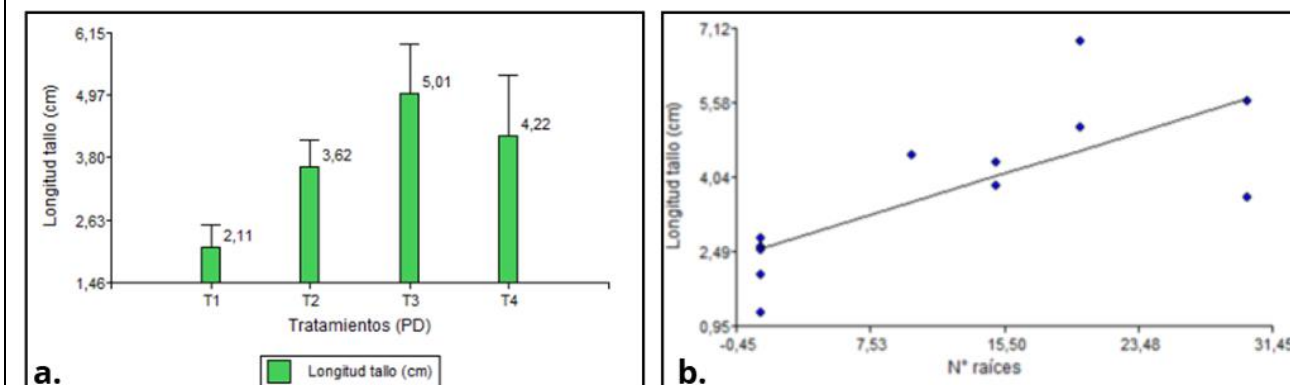 6,15
4,97
3,80
2,63
1,46
Longitud tallo (cm)
2,11
3,62
5,01
4,22
T1 T2 T3 T4
Tratamientos (PD)
Longitud tallo (cm)
a.
7,12
5,58
4,04
2,49
0,95
Longitud tallo (cm)
-0,45 7,53 15,50 23,48 31,45
N° raíces
b.